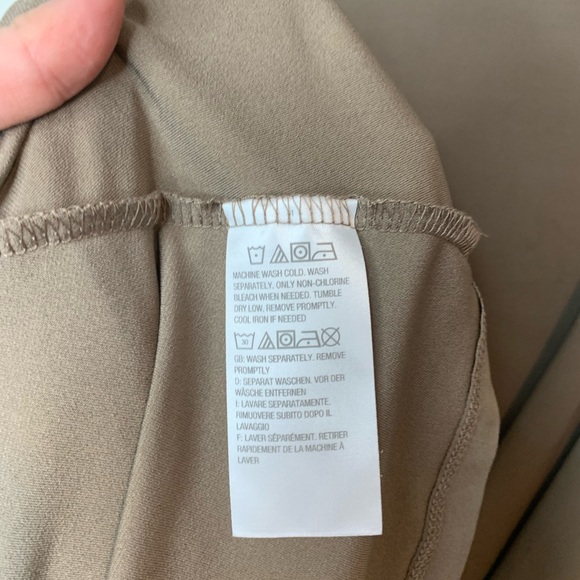 MACHINE WASH COLD. WASH
SEPARATELY. ONLY NON-CHLORINE
BLEACH WHEN NEEDED. TUMBLE
DRY LOW. REMOVE PROMPTLY.
COOL IRON IF NEEDED
30
GB: WASH SEPARATELY. REMOVE
PROMPTLY
D: SEPARAT WASCHEN. VOR DER
WÄSCHE ENTFERNEN
I: LAVARE SEPARATAMENTE.
RIMUOVERE SUBITO DOPO IL
LAVAGGIO
F: LAVER SÉPARÉMENT. RETIRER
RAPIDEMENT DE LA MACHINE À
LAVER